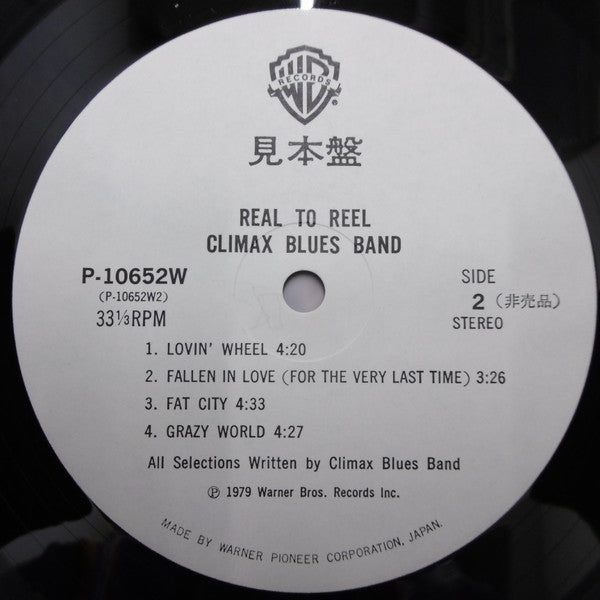 WB
RECORDS
®
見本盤
REAL TO REEL
CLIMAX BLUES BAND
P-10652W
(P-10652W2)
33⅓RPM
SIDE
2 (非売品)
STEREO
1. LOVIN' WHEEL 4:20
2. FALLEN IN LOVE (FOR THE VERY LAST TIME) 3:26
3. FAT CITY 4:33
4. GRAZY WORLD 4:27
All Selections Written by Climax Blues Band
℗ 1979 Warner Bros. Records Inc.
MADE BY WARNER PIONEER CORPORATION, JAPAN.